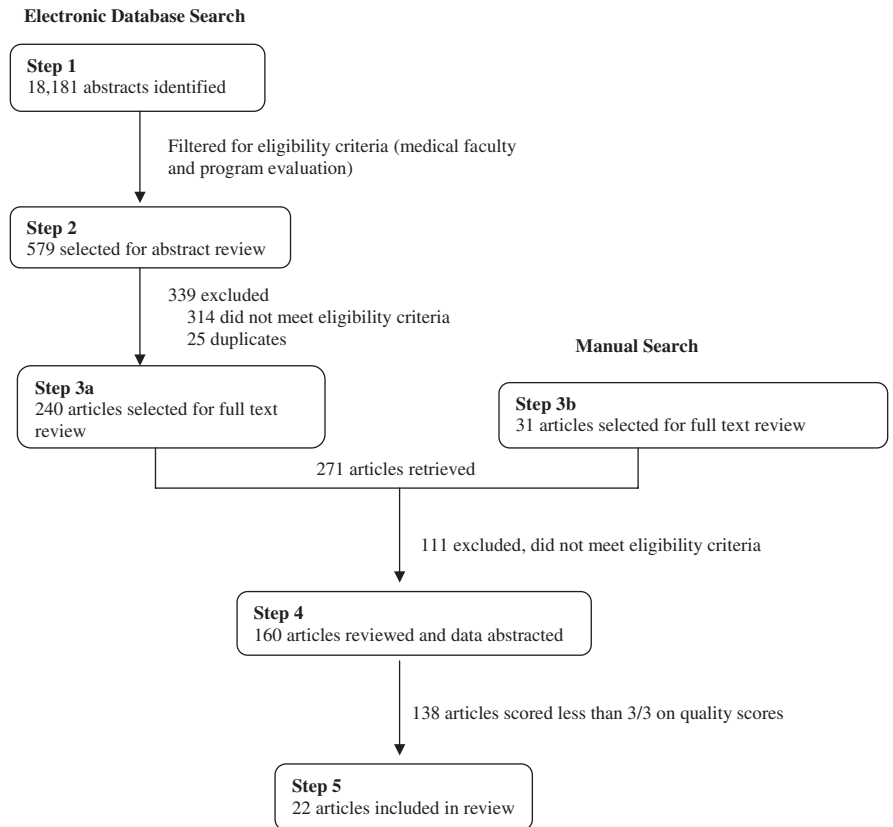 Electronic Database Search
Step 1
18,181 abstracts identified
Filtered for eligibility criteria (medical faculty
and program evaluation)
Step 2
579 selected for abstract review
339 excluded
314 did not meet eligibility criteria
25 duplicates
Manual Search
Step 3a
240 articles selected for full text
review
Step 3b
31 articles selected for full text review
271 articles retrieved
111 excluded, did not meet eligibility criteria
Step 4
160 articles reviewed and data abstracted
138 articles scored less than 3/3 on quality scores
Step 5
22 articles included in review